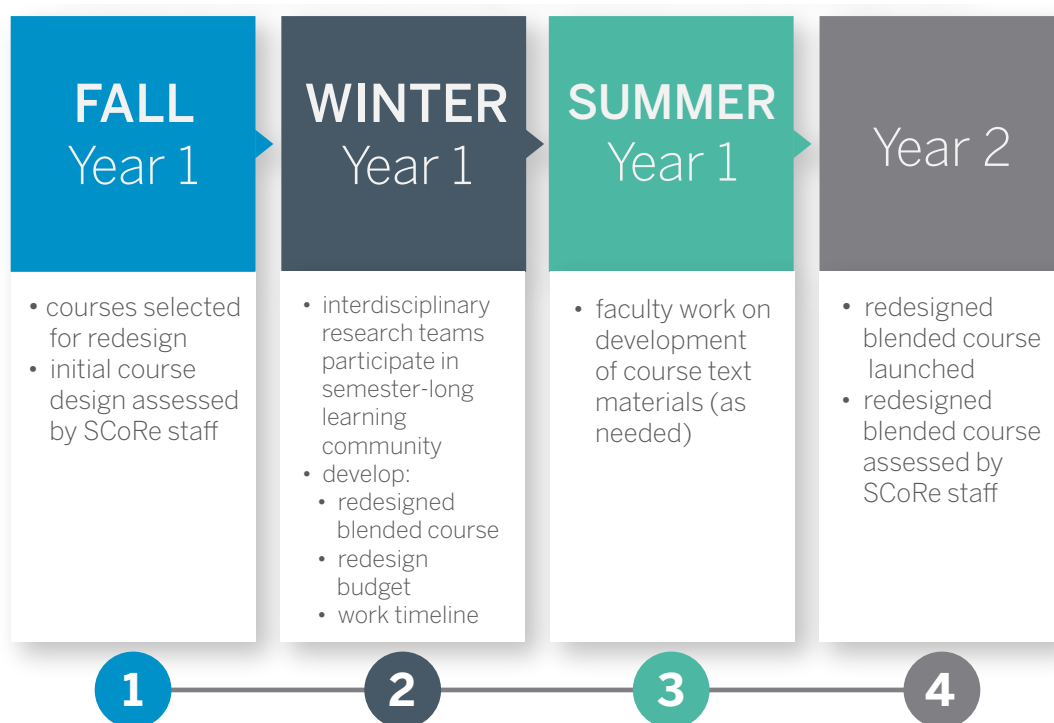 FALL
Year 1
• courses selected
for redesign
• initial course
design assessed
by SCoRe staff
WINTER
Year 1
• interdisciplinary
research teams
participate in
semester-long
learning
community
• develop:
• redesigned
blended course
• redesign
budget
• work timeline
SUMMER
Year 1
• faculty work on
development
of course text
materials (as
needed)
Year 2
• redesigned
blended course
launched
• redesigned
blended course
assessed by
SCoRe staff
1
2
3
4